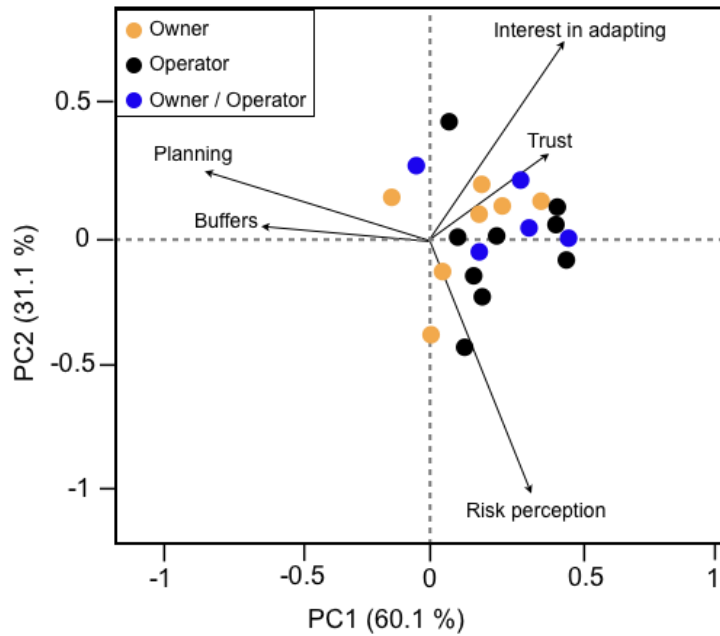 Owner
Operator
Owner / Operator
Interest in adapting
Trust
Planning
Buffers
Risk perception
0.5
0
-0.5
-1
PC2 (31.1 %)
-1
-0.5
0
0.5
1
PC1 (60.1 %)